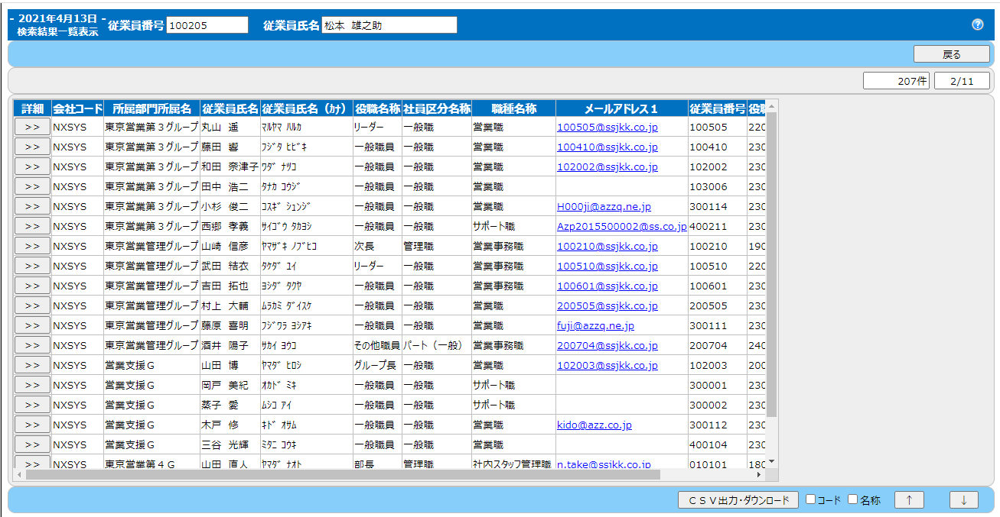 - 2021年4月13日 -
検索結果一覧表示
従業員番号 100205 従業員氏名 松本 雄之助 ?
戻る
207件 2/11
詳細 会社コード 所属部門所属名 従業員氏名 従業員氏名（ｶﾅ） 役職名称 社員区分名称 職種名称 メールアドレス１ 従業員番号 役職
>> NXSYS 東京営業第３グループ 丸山 遥 ﾏﾙﾔﾏ ﾊﾙｶ リーダー 一般職 営業職 100505@ssjkk.co.jp 100505 220
>> NXSYS 東京営業第３グループ 藤田 響 ﾌｼﾞﾀ ﾋﾋﾞｷ 一般職員 一般職 営業職 100410@ssjkk.co.jp 100410 230
>> NXSYS 東京営業第３グループ 和田 奈津子 ﾜﾀﾞ ﾅﾂｺ 一般職員 一般職 営業職 102002@ssjkk.co.jp 102002 230
>> NXSYS 東京営業第３グループ 田中 浩二 ﾀﾅｶ ｺｳｼﾞ 一般職員 一般職 営業職 103006 230
>> NXSYS 東京営業第３グループ 小杉 俊二 ｺｽｷﾞ ｼｭﾝｼﾞ 一般職員 一般職 営業職 H000ji@azzq.ne.jp 300114 230
>> NXSYS 東京営業第３グループ 西郷 孝義 ｻｲｺﾞｳ ﾀｶﾖｼ 一般職員 一般職 サポート職 Azp2015500002@ss.co.jp 400211 230
>> NXSYS 東京営業管理グループ 山崎 信彦 ﾔﾏｻﾞｷ ﾉﾌﾞﾋｺ 次長 管理職 営業事務職 100210@ssjkk.co.jp 100210 190
>> NXSYS 東京営業管理グループ 武田 結衣 ﾀｹﾀﾞ ﾕｲ リーダー 一般職 営業事務職 100510@ssjkk.co.jp 100510 220
>> NXSYS 東京営業管理グループ 吉田 拓也 ﾖｼﾀﾞ ﾀｸﾔ 一般職員 一般職 営業事務職 100601@ssjkk.co.jp 100601 230
>> NXSYS 東京営業管理グループ 村上 大輔 ﾑﾗｶﾐ ﾀﾞｲｽｹ 一般職員 一般職 営業職 200505@ssjkk.co.jp 200505 230
>> NXSYS 東京営業管理グループ 藤原 喜明 ﾌｼﾞﾜﾗ ﾖｼｱｷ 一般職員 一般職 営業職 fuji@azzq.ne.jp 300111 230
>> NXSYS 東京営業管理グループ 酒井 陽子 ｻｶｲ ﾖｳｺ その他職員 パート（一般） 営業事務職 200704@ssjkk.co.jp 200704 240
>> NXSYS 営業支援Ｇ 山田 博 ﾔﾏﾀﾞ ﾋﾛｼ グループ長 一般職 営業職 102003@ssjkk.co.jp 102003 200
>> NXSYS 営業支援Ｇ 岡戸 美紀 ｵｶﾄﾞ ﾐｷ 一般職員 一般職 サポート職 300001 230
>> NXSYS 営業支援Ｇ 蒸子 愛 ﾑｼｺ ｱｲ 一般職員 一般職 サポート職 300002 230
>> NXSYS 営業支援Ｇ 木戸 修 ｷﾄﾞ ｵｻﾑ 一般職員 一般職 営業職 kido@azz.co.jp 300112 230
>> NXSYS 営業支援Ｇ 三谷 光輝 ﾐﾀﾆ ｺｳｷ 一般職員 一般職 営業職 400104 230
>> NXSYS 東京営業第４Ｇ 山田 直人 ﾔﾏﾀﾞ ﾅｵﾄ 部長 管理職 社内スタッフ管理職 n.take@ssjkk.co.jp 010101 180
ＣＳＶ出力・ダウンロード コード 名称 ↑ ↓